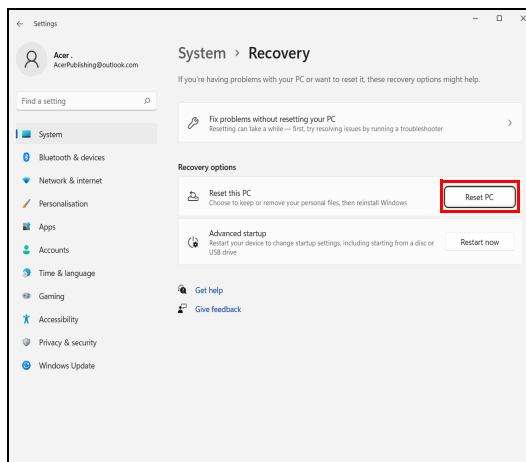 Settings
Acer .
AcerPublishing@outlook.com
Find a setting
System
Bluetooth & devices
Network & internet
Personalisation
Apps
Accounts
Time & language
Gaming
Accessibility
Privacy & security
Windows Update
System > Recovery
If you're having problems with your PC or want to reset it, these recovery options might help.
Fix problems without resetting your PC
Resetting can take a while — first, try resolving issues by running a troubleshooter
Recovery options
Reset this PC
Choose to keep or remove your personal files, then reinstall Windows
Reset PC
Advanced startup
Restart your device to change startup settings, including starting from a disc or
USB drive
Restart now
Get help
Give feedback